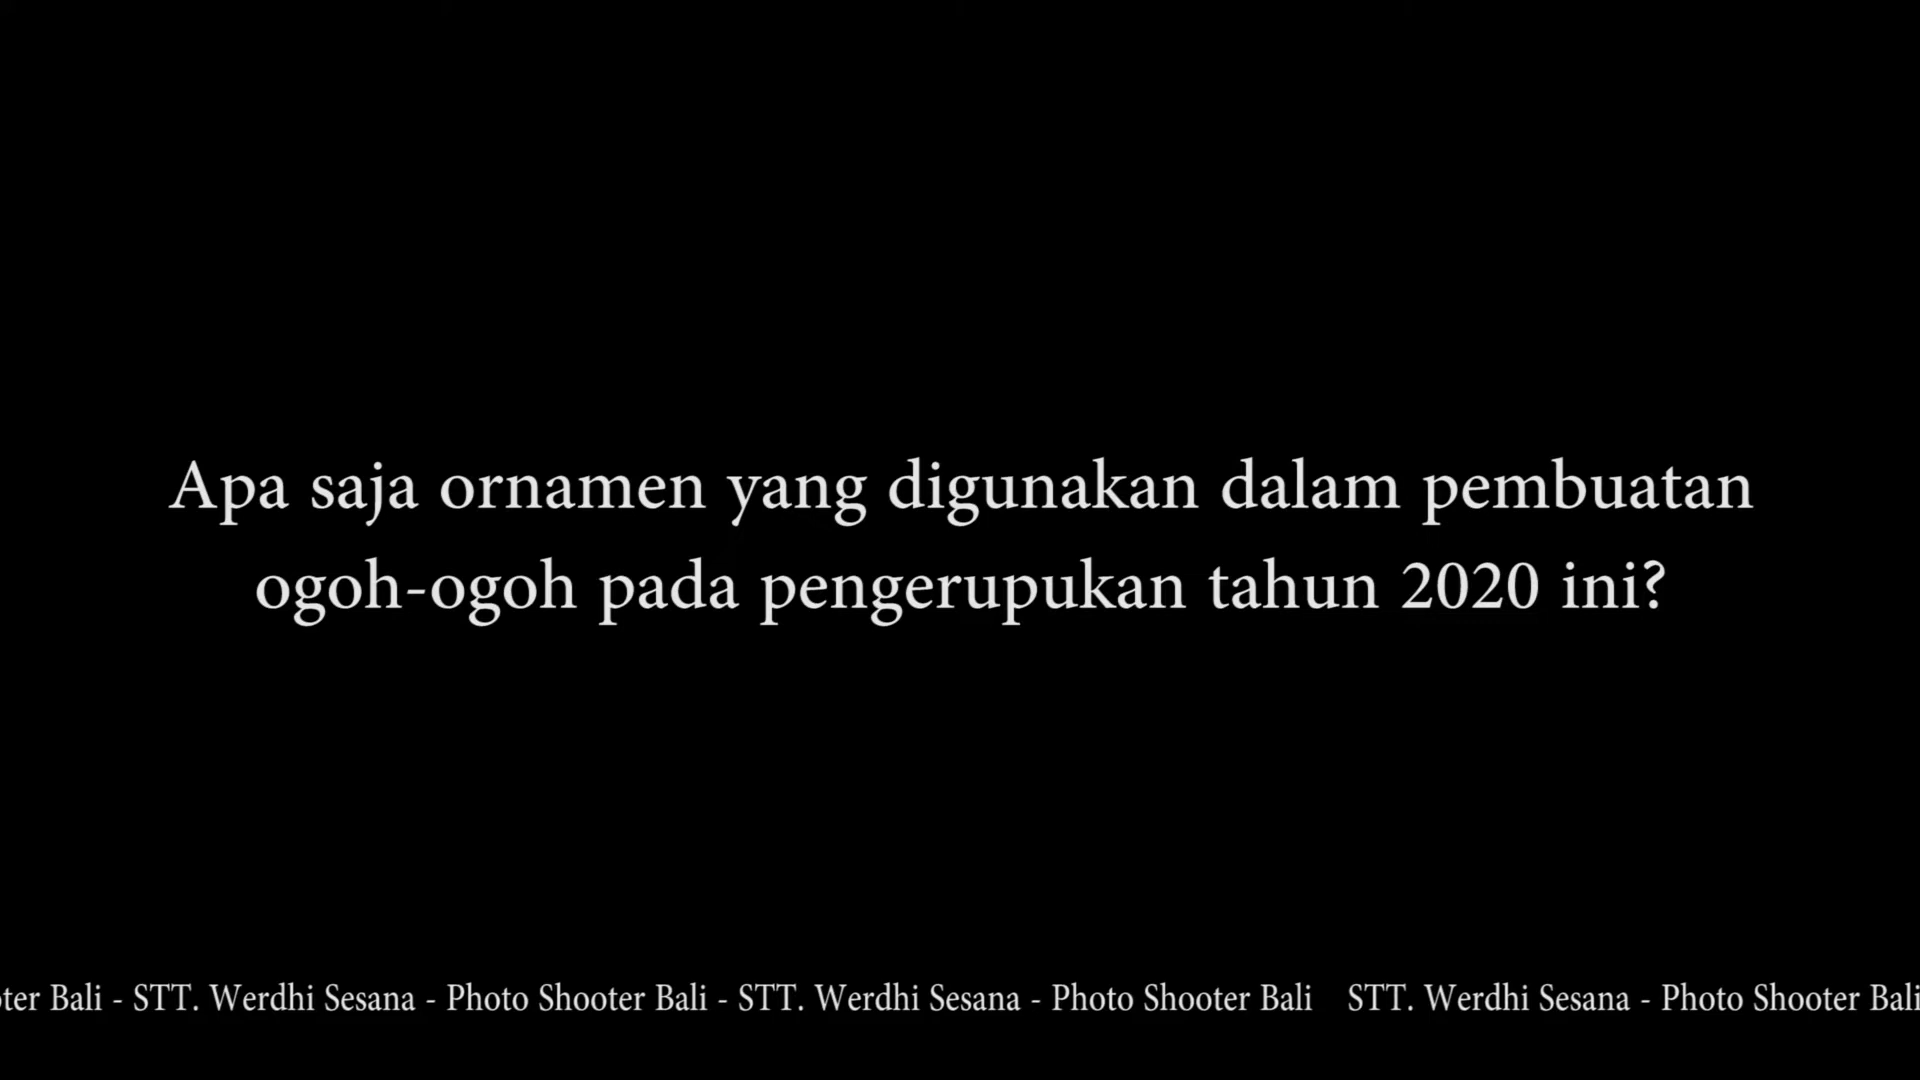 Apa saja ornamen yang digunakan dalam pembuatan
ogoh-ogoh pada pengerupukan tahun 2020 ini?
ter Bali - STT. Werdhi Sesana - Photo Shooter Bali - STT. Werdhi Sesana - Photo Shooter Bali STT. Werdhi Sesana - Photo Shooter Bali